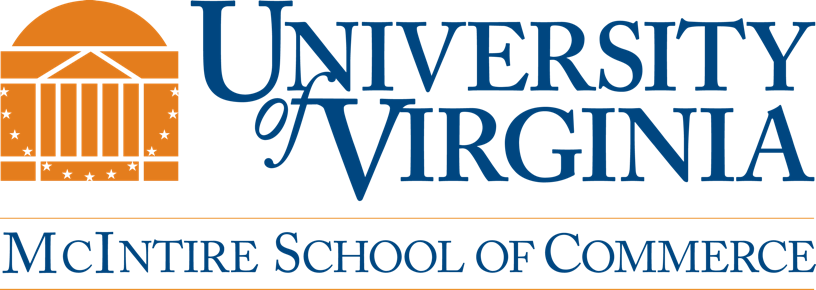 UNIVERSITY
of VIRGINIA
MCINTIRE SCHOOL OF COMMERCE